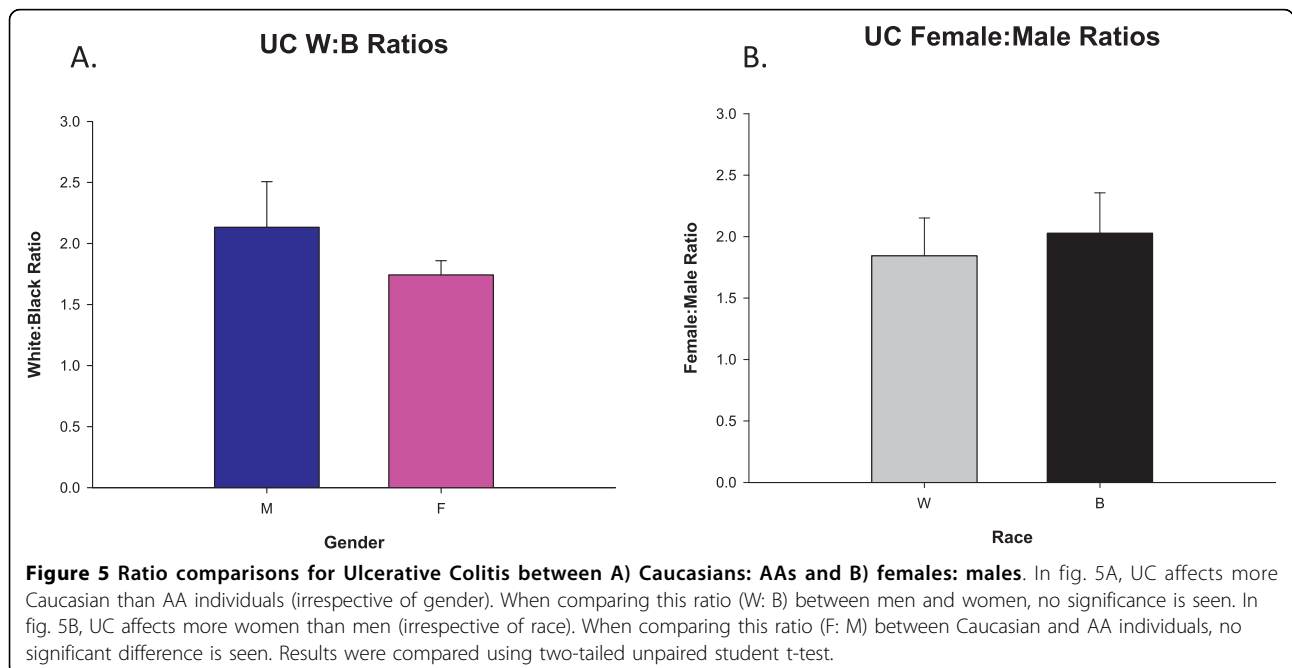 A.
UC W:B Ratios
3.0
2.5
2.0
1.5
1.0
0.5
0.0
White:Black Ratio
M
F
Gender
B.
UC Female:Male Ratios
3.0
2.5
2.0
1.5
1.0
0.5
0.0
Female:Male Ratio
W
B
Race
Figure 5 Ratio comparisons for Ulcerative Colitis between A) Caucasians: AAs and B) females: males. In fig. 5A, UC affects more
Caucasian than AA individuals (irrespective of gender). When comparing this ratio (W: B) between men and women, no significance is seen. In
fig. 5B, UC affects more women than men (irrespective of race). When comparing this ratio (F: M) between Caucasian and AA individuals, no
significant difference is seen. Results were compared using two-tailed unpaired student t-test.